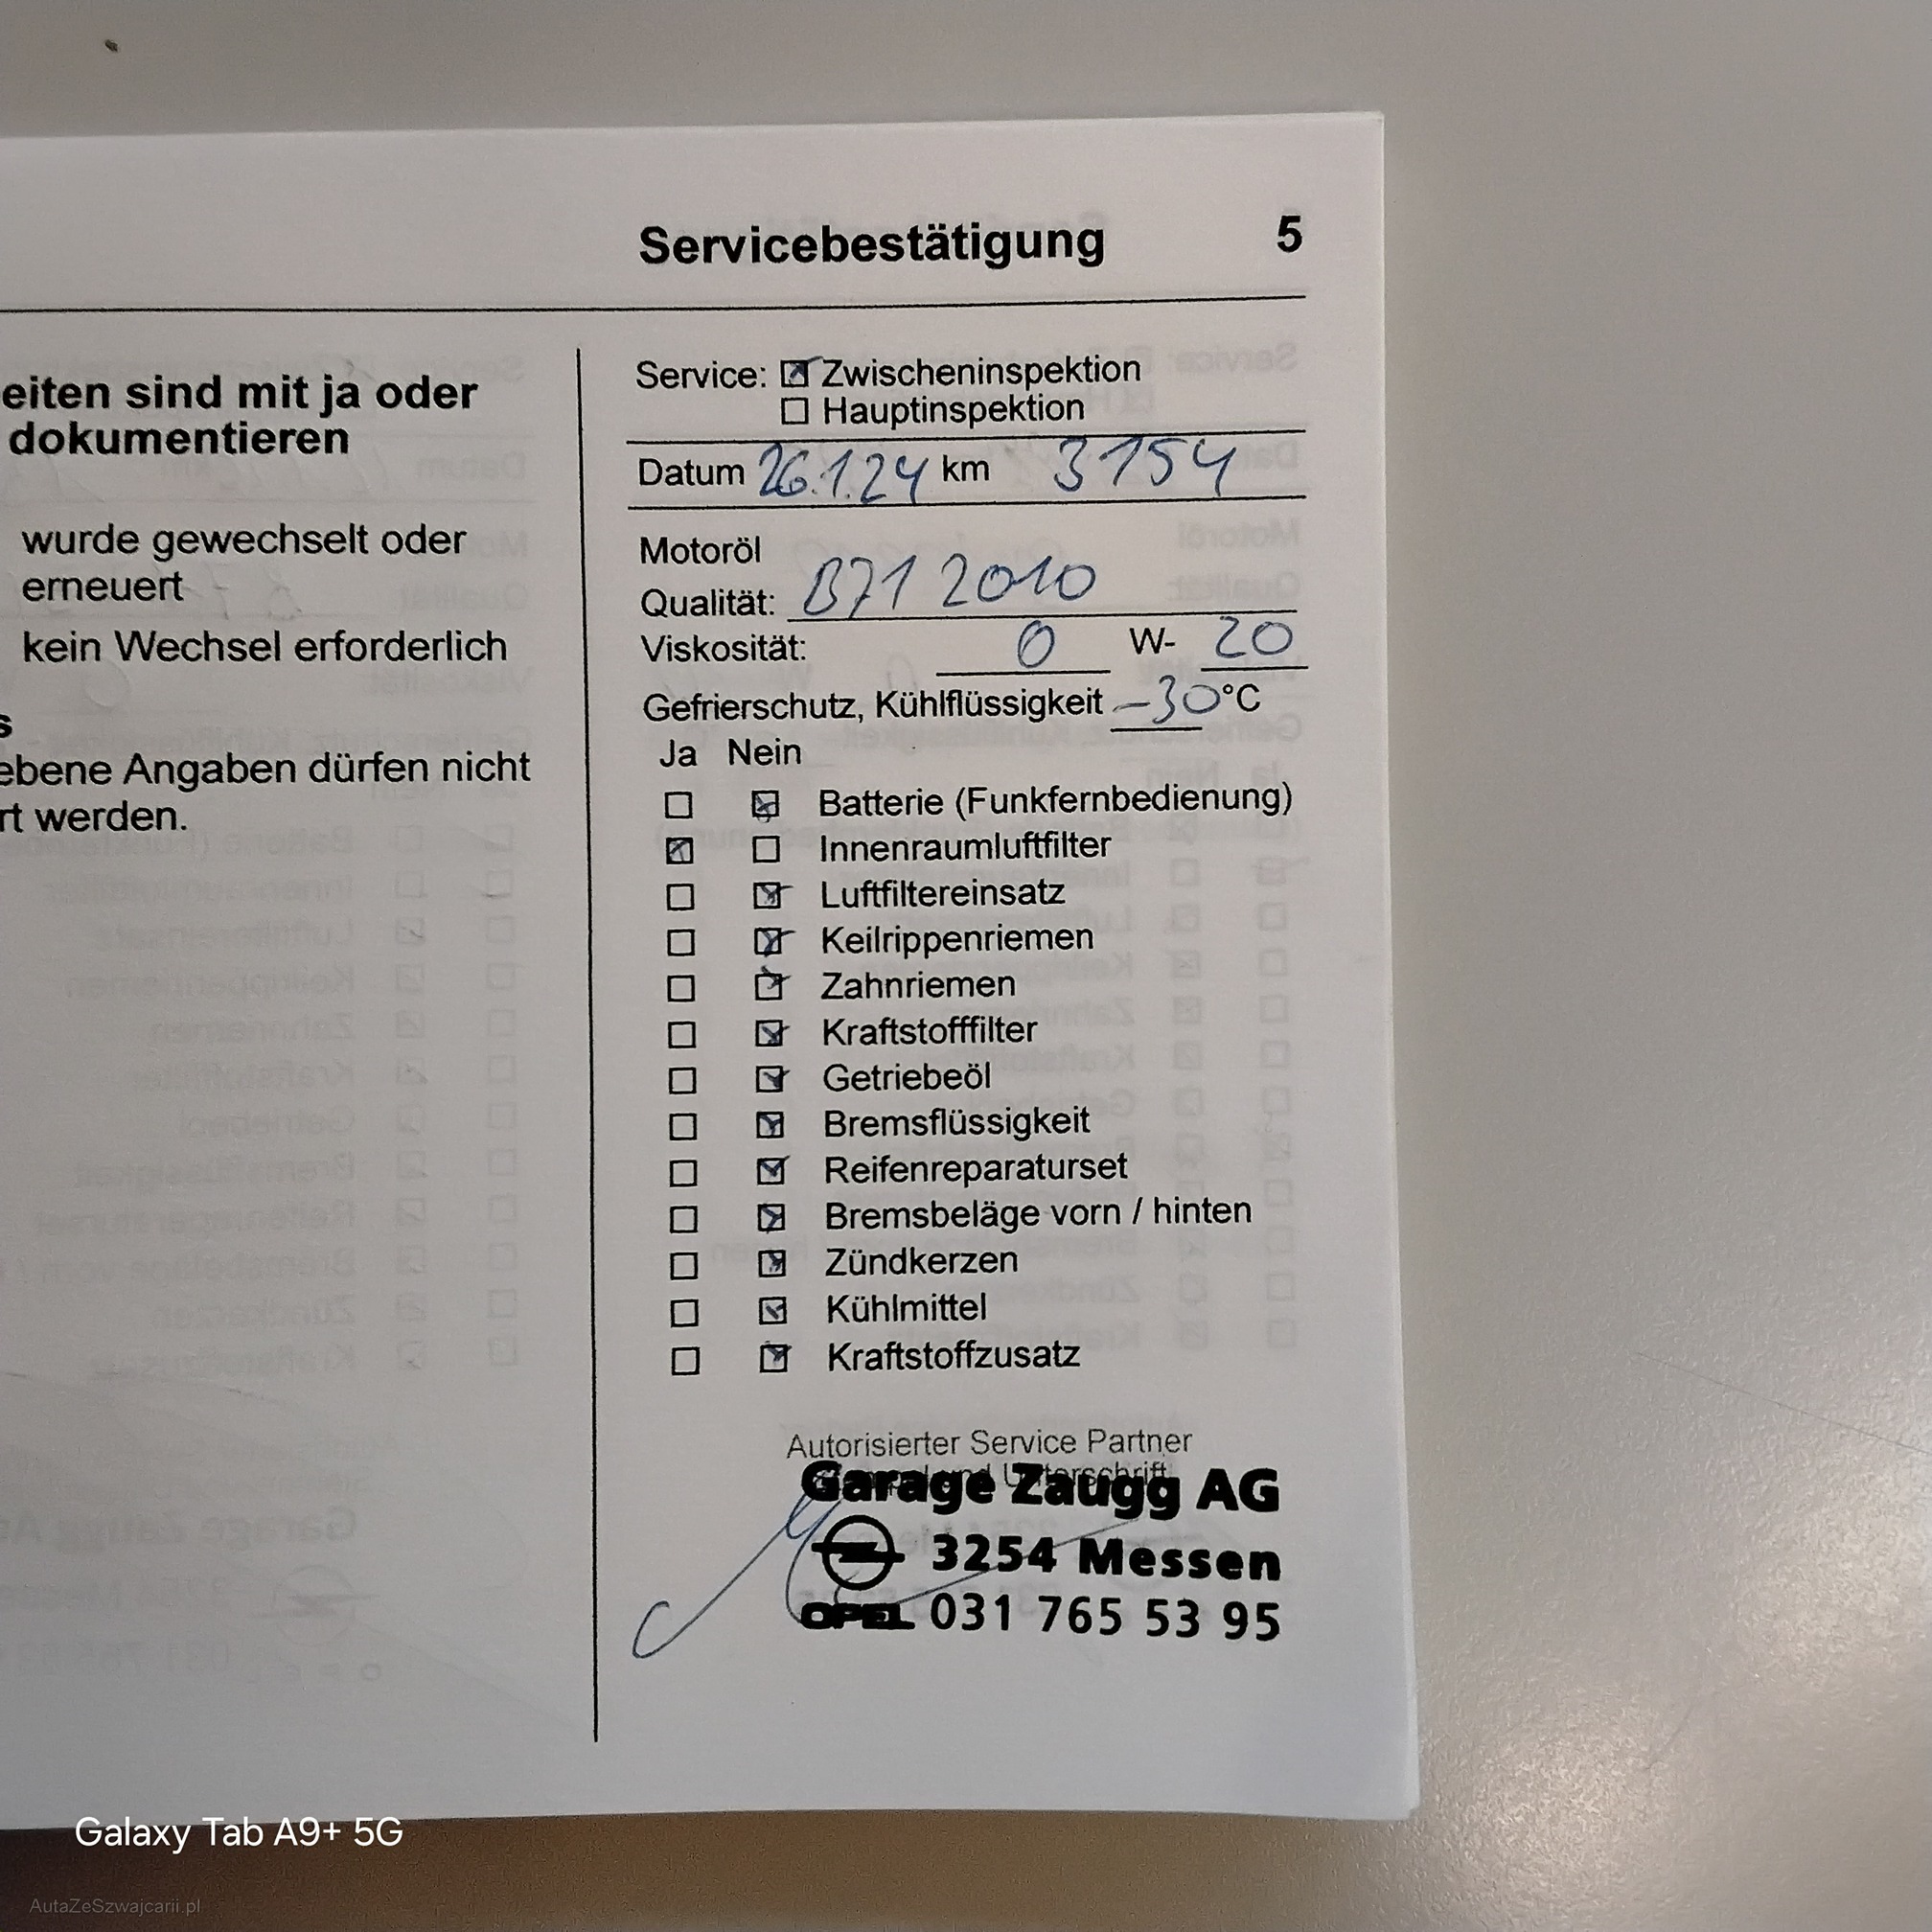 Servicebestätigung 5
eiten sind mit ja oder
dokumentieren
wurde gewechselt oder
erneuert
kein Wechsel erforderlich
s
ebene Angaben dürfen nicht
rt werden.
Service: Zwischeninspektion
Hauptinspektion
Datum 26.1.24 km 3154
Motoröl
Qualität: B71 2010
Viskosität: 0 W- 20
Gefrierschutz, Kühlflüssigkeit -30 °C
Ja Nein
Batterie (Funkfernbedienung)
Innenraumluftfilter
Luftfiltereinsatz
Keilrippenriemen
Zahnriemen
Kraftstofffilter
Getriebeöl
Bremsflüssigkeit
Reifenreparaturset
Bremsbeläge vorn / hinten
Zündkerzen
Kühlmittel
Kraftstoffzusatz
Autorisierter Service Partner
und Unterschrift
Garage Zaugg AG
3254 Messen
OPEL 031 765 53 95
Galaxy Tab A9+ 5G
AutaZeSzwajcarii.pl